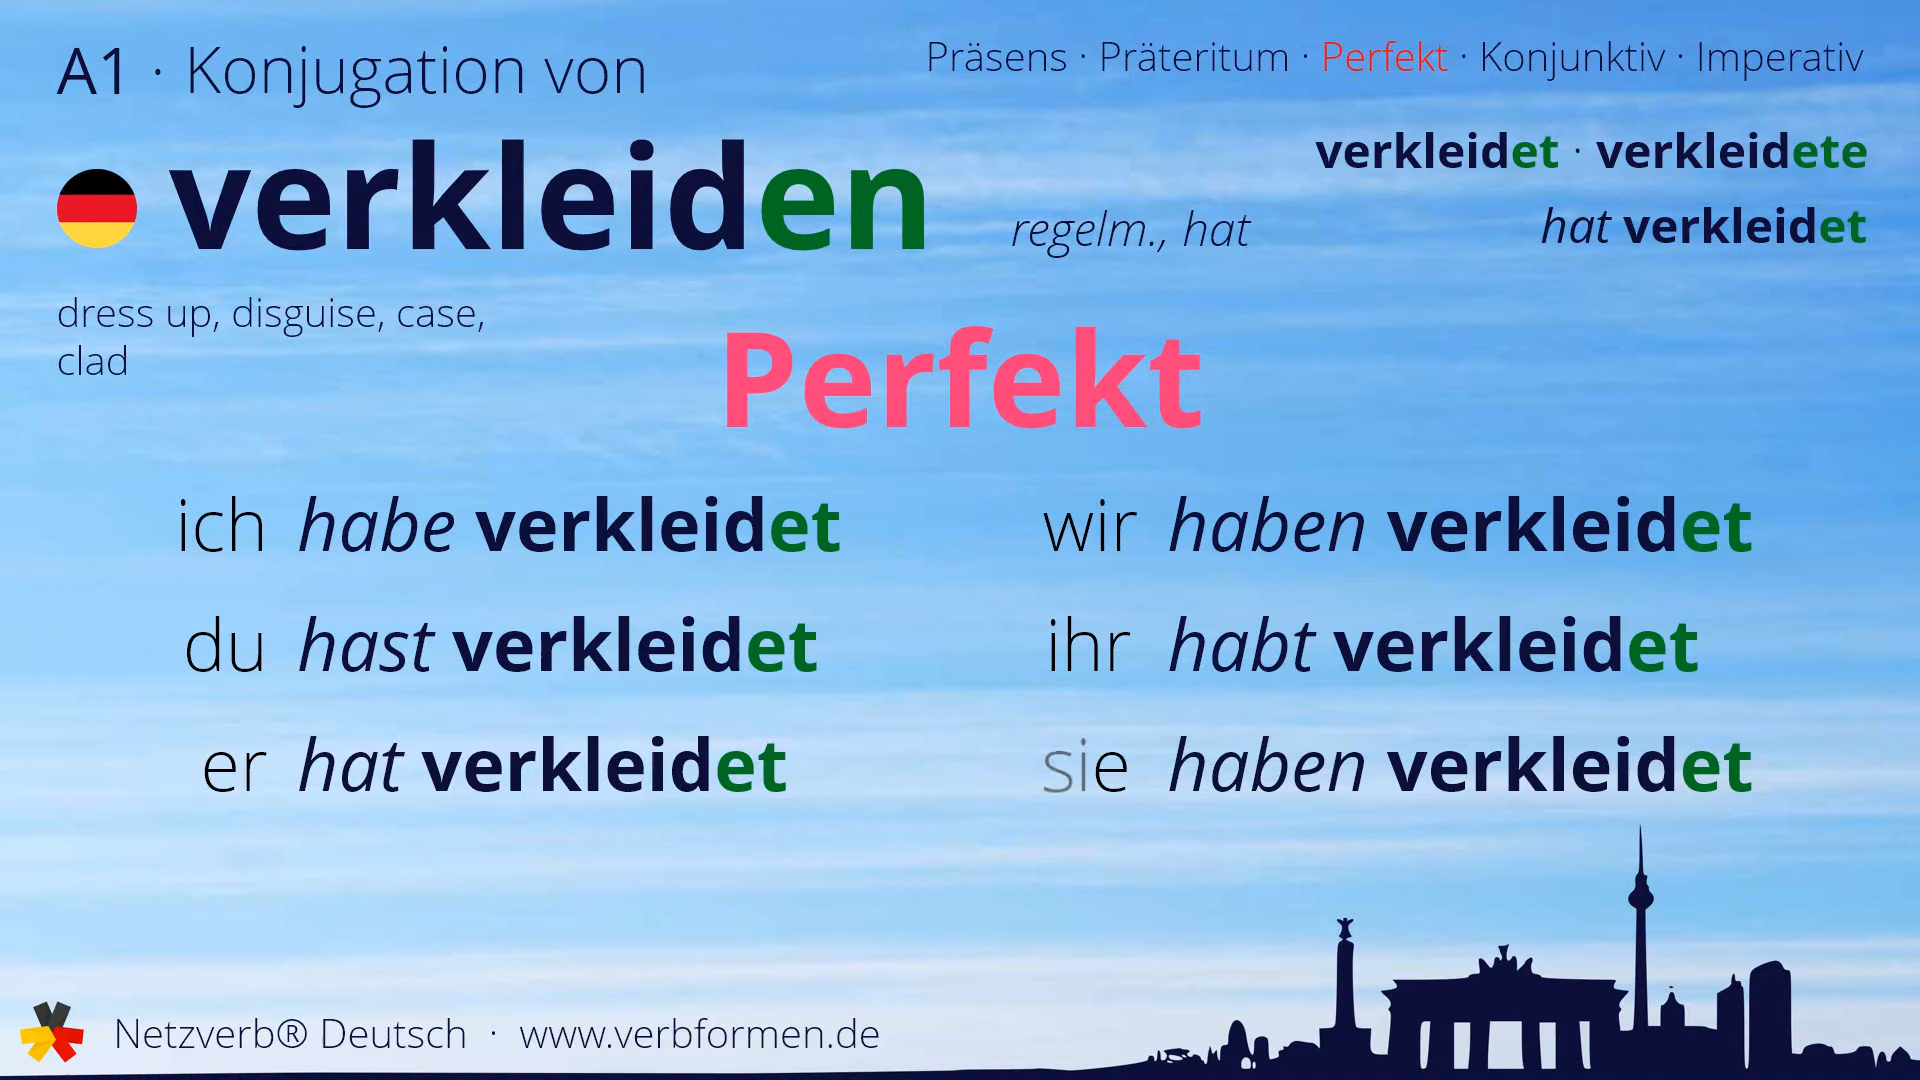 A1 · Konjugation von
Präsens · Präteritum · Perfekt · Konjunktiv · Imperativ
verkleiden
regelm., hat
verkleidet · verkleidete
hat verkleidet
dress up, disguise, case,
clad
Perfekt
ich habe verkleidet
du hast verkleidet
er hat verkleidet
wir haben verkleidet
ihr habt verkleidet
sie haben verkleidet
Netzverb® Deutsch · www.verbformen.de